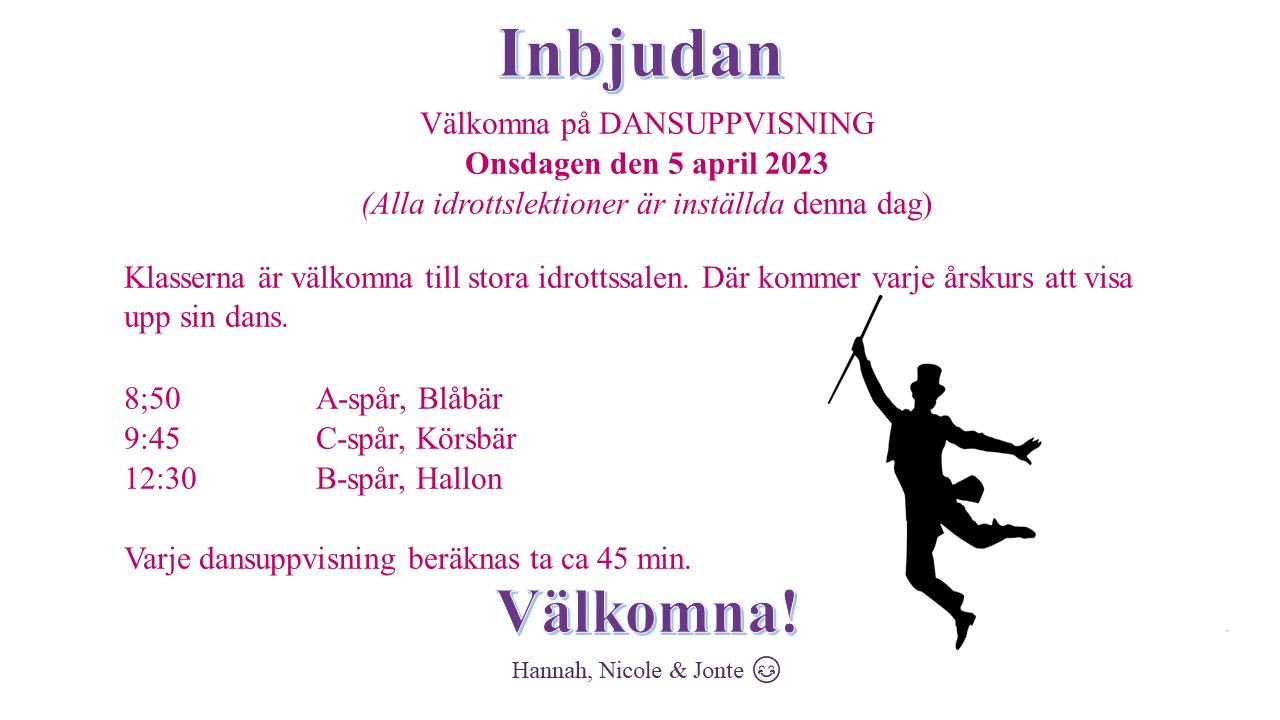 Inbjudan
Välkomna på DANSUPPVISNING
Onsdagen den 5 april 2023
(Alla idrottslektioner är inställda denna dag)
Klasserna är välkomna till stora idrottssalen. Där kommer varje årskurs att visa
upp sin dans.
8;50 A-spår, Blåbär
9:45 C-spår, Körsbär
12:30 B-spår, Hallon
Varje dansuppvisning beräknas ta ca 45 min.
Välkomna!
Hannah, Nicole & Jonte 😊